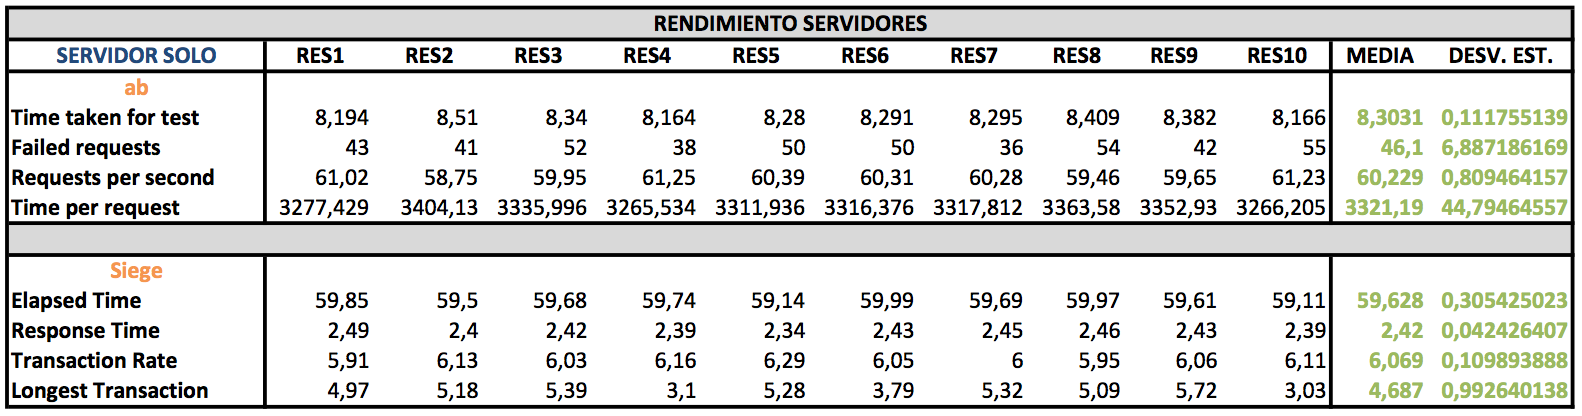 RENDIMIENTO SERVIDORES
SERVIDOR SOLO RES1 RES2 RES3 RES4 RES5 RES6 RES7 RES8 RES9 RES10 MEDIA DESV. EST.
ab
Time taken for test 8,194 8,51 8,34 8,164 8,28 8,291 8,295 8,409 8,382 8,166 8,3031 0,111755139
Failed requests 43 41 52 38 50 50 36 54 42 55 46,1 6,887186169
Requests per second 61,02 58,75 59,95 61,25 60,39 60,31 60,28 59,46 59,65 61,23 60,229 0,809464157
Time per request 3277,429 3404,13 3335,996 3265,534 3311,936 3316,376 3317,812 3363,58 3352,93 3266,205 3321,19 44,79464557
Siege
Elapsed Time 59,85 59,5 59,68 59,74 59,14 59,99 59,69 59,97 59,61 59,11 59,628 0,305425023
Response Time 2,49 2,4 2,42 2,39 2,34 2,43 2,45 2,46 2,43 2,39 2,42 0,042426407
Transaction Rate 5,91 6,13 6,03 6,16 6,29 6,05 6 5,95 6,06 6,11 6,069 0,109893888
Longest Transaction 4,97 5,18 5,39 3,1 5,28 3,79 5,32 5,09 5,72 3,03 4,687 0,992640138